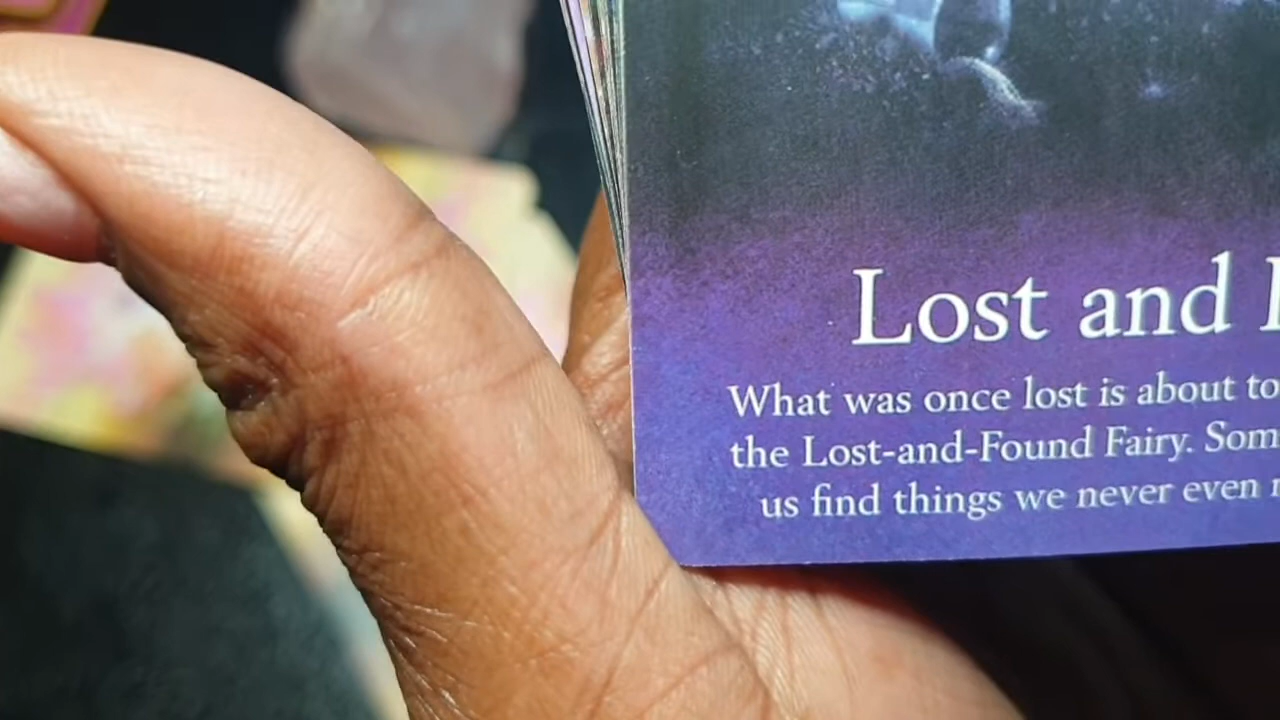 Lost and
What was once lost is about to
the Lost-and-Found Fairy. Som
us find things we never even